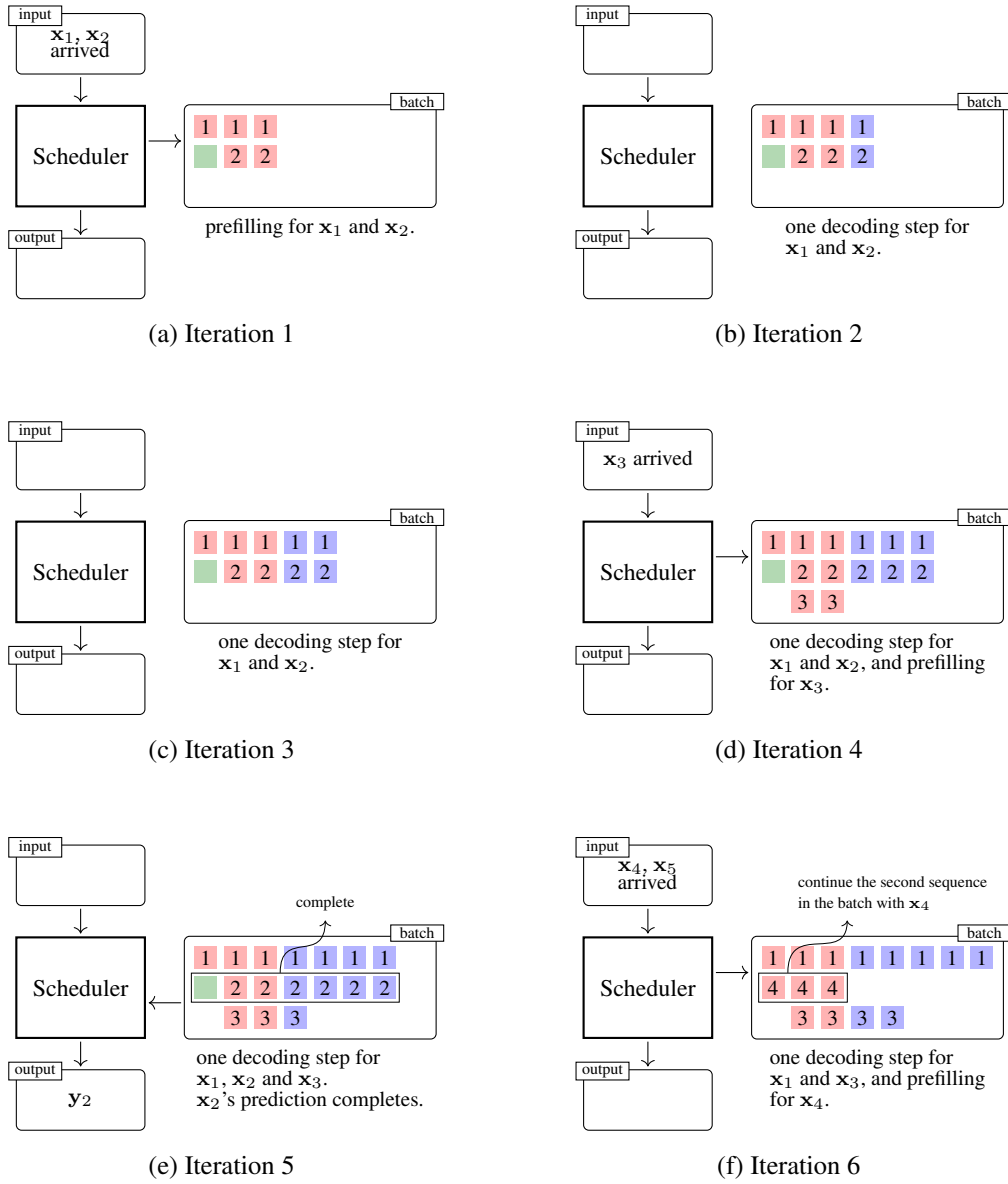 input
x₁, x₂
arrived
Scheduler
batch
1 1 1
2 2
output
prefilling for x₁ and x₂.
(a) Iteration 1
input
Scheduler
batch
1 1 1 1
2 2 2
output
one decoding step for
x₁ and x₂.
(b) Iteration 2
input
Scheduler
batch
1 1 1 1 1
2 2 2 2
output
one decoding step for
x₁ and x₂.
(c) Iteration 3
input
x₃ arrived
Scheduler
batch
1 1 1 1 1 1
2 2 2 2 2
3 3
output
one decoding step for
x₁ and x₂, and prefilling
for x₃.
(d) Iteration 4
input
complete
Scheduler
batch
1 1 1 1 1 1 1
2 2 2 2 2 2
3 3 3
output
y₂
one decoding step for
x₁, x₂ and x₃.
x₂'s prediction completes.
(e) Iteration 5
input
x₄, x₅
arrived
continue the second sequence
in the batch with x₄
Scheduler
batch
1 1 1 1 1 1 1 1
4 4 4
3 3 3 3
output
one decoding step for
x₁ and x₃, and prefilling
for x₄.
(f) Iteration 6